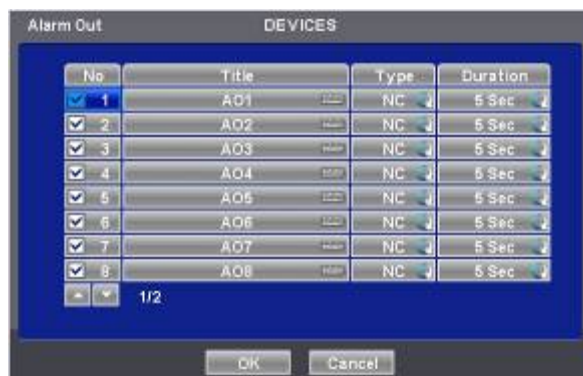 Alarm Out DEVICES
No Title Type Duration
1 AO1 NC 5 Sec
2 AO2 NC 5 Sec
3 AO3 NC 5 Sec
4 AO4 NC 5 Sec
5 AO5 NC 5 Sec
6 AO6 NC 5 Sec
7 AO7 NC 5 Sec
8 AO8 NC 5 Sec
1/2
OK Cancel